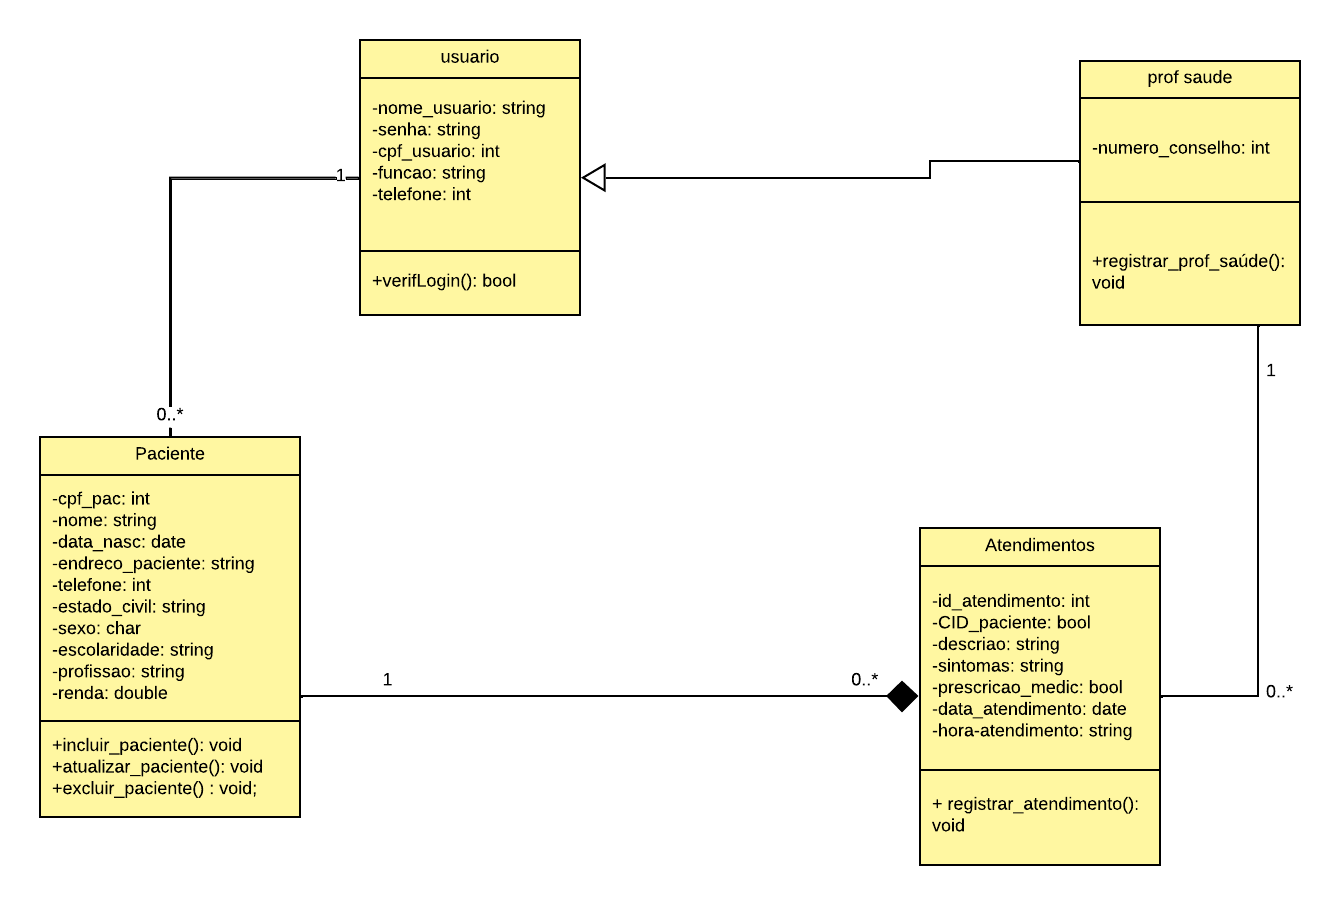 usuario
-nome_usuario: string
-senha: string
-cpf_usuario: int
-funcao: string
-telefone: int
+verifLogin(): bool
prof saude
-numero_conselho: int
+registrar_prof_saúde():
void
1
0..*
1
Paciente
-cpf_pac: int
-nome: string
-data_nasc: date
-endreco_paciente: string
-telefone: int
-estado_civil: string
-sexo: char
-escolaridade: string
-profissao: string
-renda: double
+incluir_paciente(): void
+atualizar_paciente(): void
+excluir_paciente() : void;
1
0..*
Atendimentos
-id_atendimento: int
-CID_paciente: bool
-descriao: string
-sintomas: string
-prescricao_medic: bool
-data_atendimento: date
-hora-atendimento: string
+ registrar_atendimento():
void
0..*